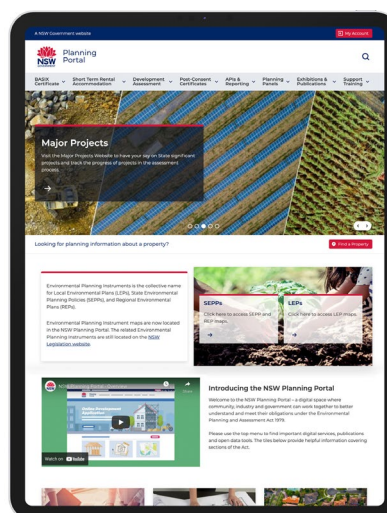 A NSW Government website
My Account
NSW
GOVERNMENT
Planning
Portal
BASIX
Certificate
Short Term Rental
Accommodation
Development
Assessment
Post-Consent
Certificates
APIs &
Reporting
Planning
Panels
Exhibitions &
Publications
Support
Training
Major Projects
Visit the Major Projects Website to have your say on State significant
projects and track the progress of projects in the assessment
process
Looking for planning information about a property?
Find a Property
Environmental Planning Instruments is the collective name
for Local Environmental Plans (LEPs), State Environmental
Planning Policies (SEPPs), and Regional Environmental
Plans (REPs).
Environmental Planning Instrument maps are now located
in the NSW Planning Portal. The related Environmental
Planning Instruments are still located on the NSW
Legislation website.
SEPPs
Click here to access SEPP and
REP maps.
LEPs
Click here to access LEP maps.
NSW Planning Portal - Overview
Online Development
Application
Watch on YouTube
Introducing the NSW Planning Portal
Welcome to the NSW Planning Portal – a digital space where
community, industry and government can work together to better
understand and meet their obligations under the Environmental
Planning and Assessment Act 1979.
Please use the top menu to find important digital services, publications
and open data tools. The tiles below provide helpful information covering
sections of the Act.